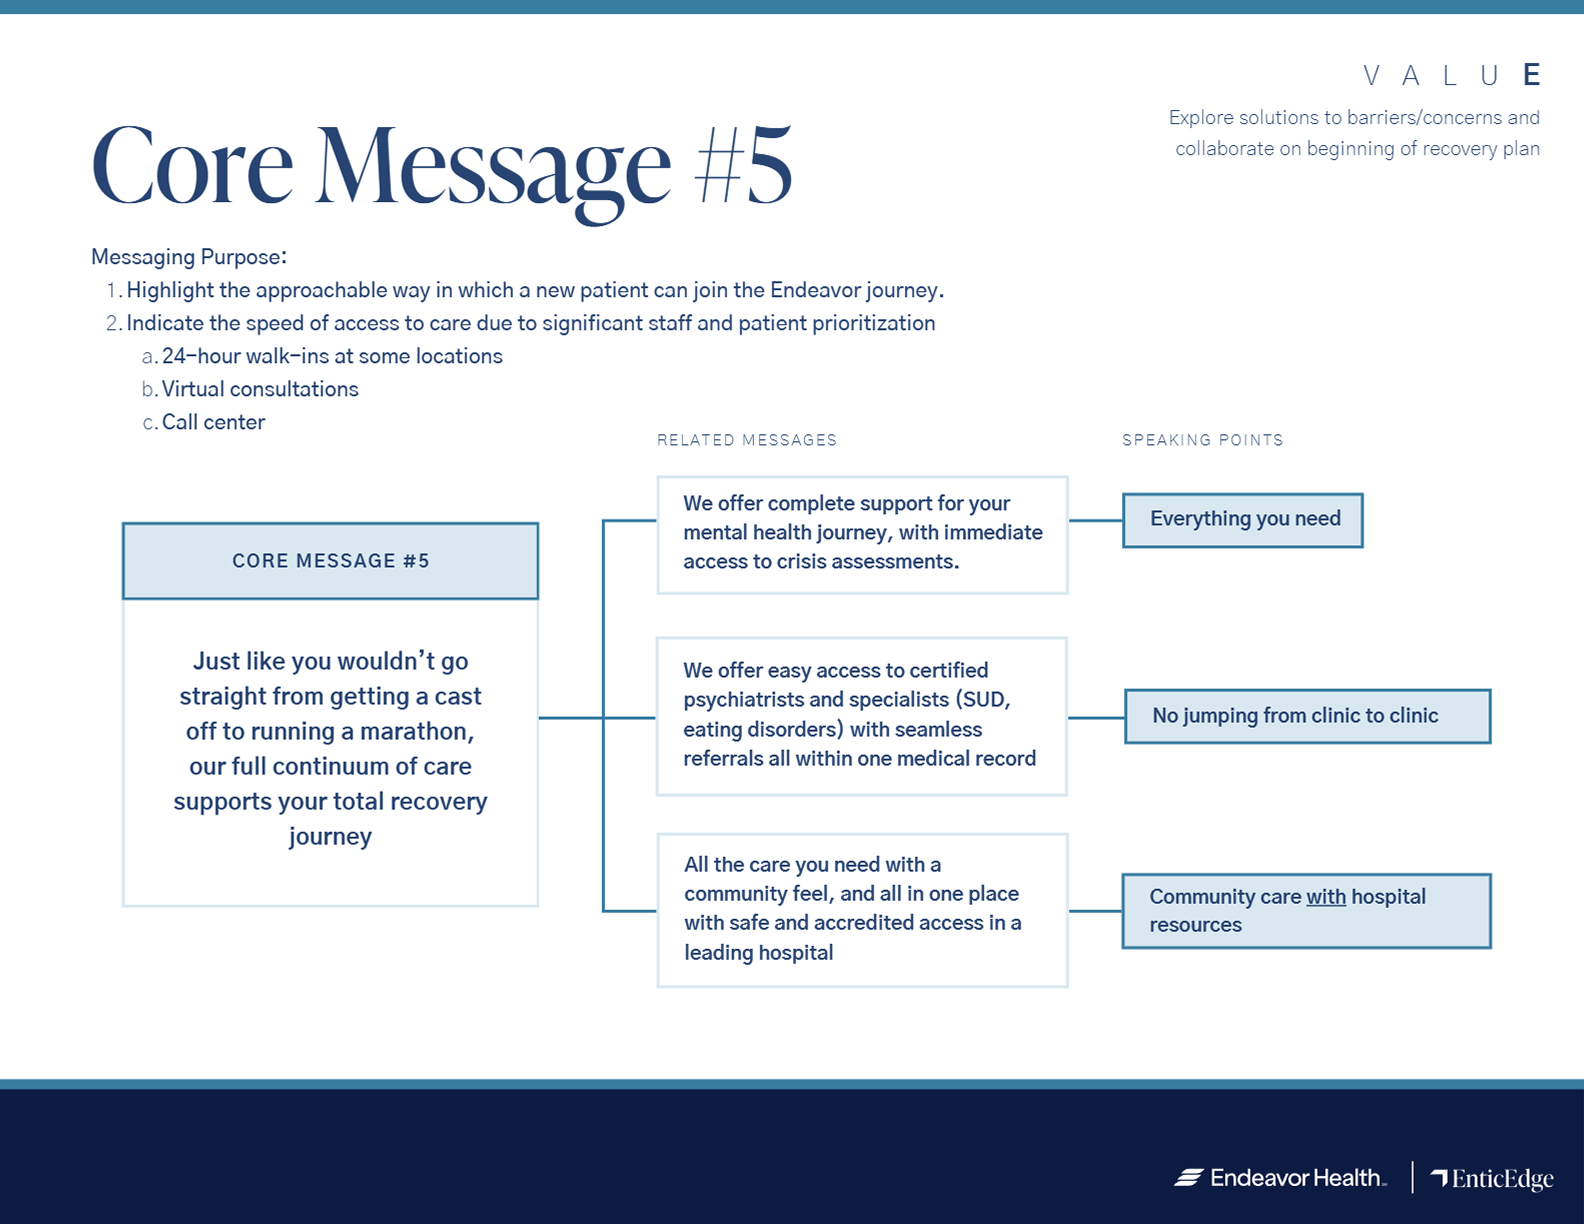 V A L U E
Explore solutions to barriers/concerns and
collaborate on beginning of recovery plan
Core Message #5
Messaging Purpose:
1. Highlight the approachable way in which a new patient can join the Endeavor journey.
2. Indicate the speed of access to care due to significant staff and patient prioritization
a. 24-hour walk-ins at some locations
b. Virtual consultations
c. Call center
CORE MESSAGE #5
Just like you wouldn't go
straight from getting a cast
off to running a marathon,
our full continuum of care
supports your total recovery
journey
RELATED MESSAGES
We offer complete support for your
mental health journey, with immediate
access to crisis assessments.
We offer easy access to certified
psychiatrists and specialists (SUD,
eating disorders) with seamless
referrals all within one medical record
All the care you need with a
community feel, and all in one place
with safe and accredited access in a
leading hospital
SPEAKING POINTS
Everything you need
No jumping from clinic to clinic
Community care with hospital
resources
Endeavor Health
EnticEdge